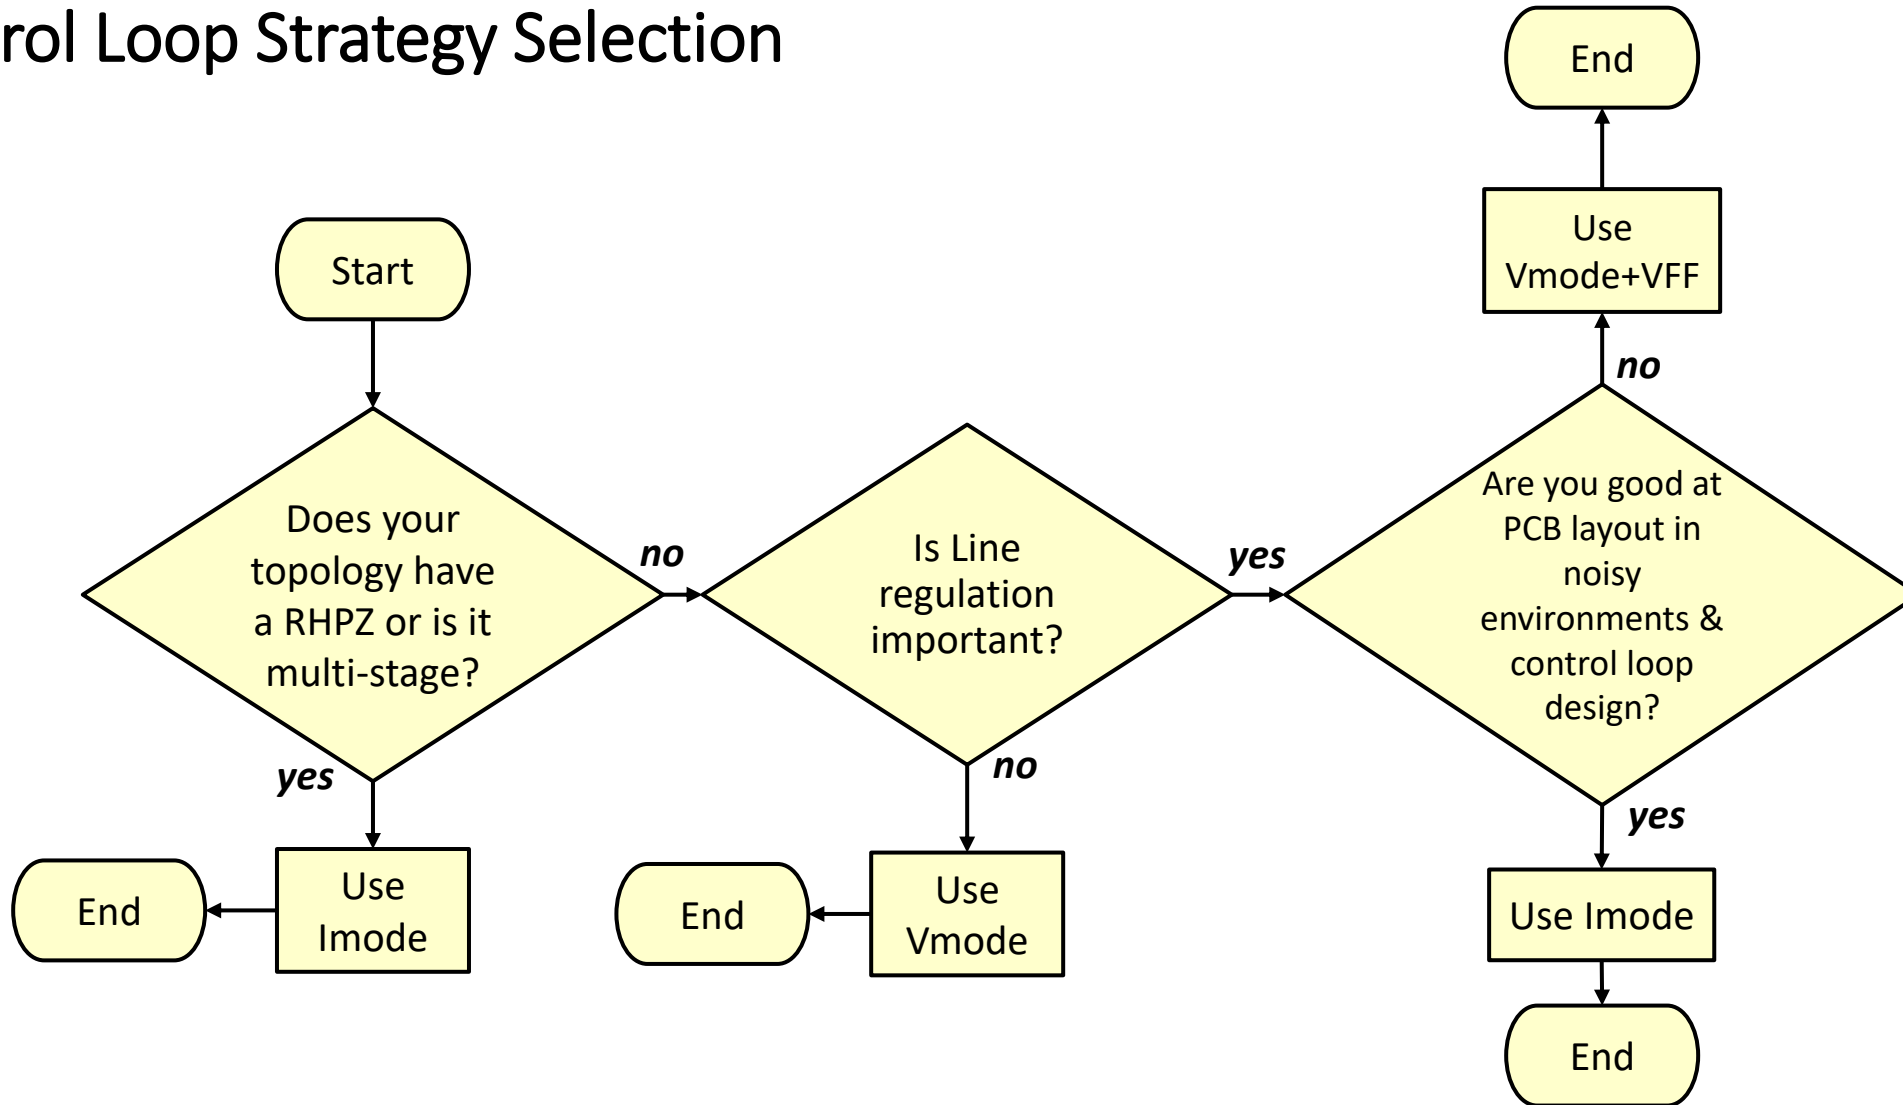 rol Loop Strategy Selection
Start
Does your
topology have
a RHPZ or is it
multi-stage?
yes
no
Use
Imode
End
Is Line
regulation
important?
yes
no
Use
Vmode
End
Are you good at
PCB layout in
noisy
environments &
control loop
design?
no
Use
Vmode+VFF
End
yes
Use Imode
End